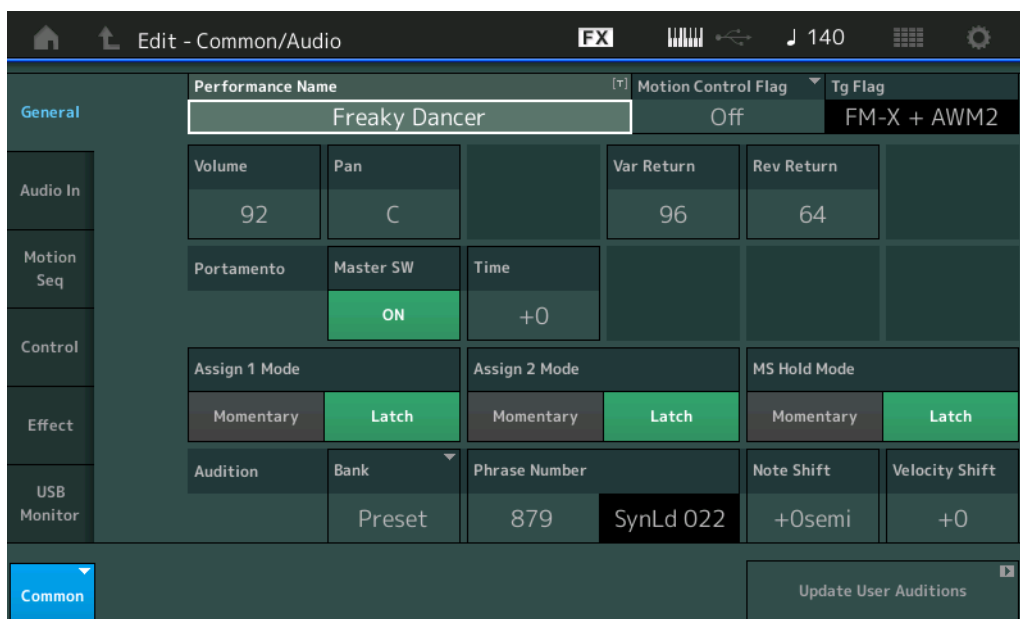 Edit - Common/Audio FX ♩ 140
Performance Name [T] Motion Control Flag Tg Flag
General
Freaky Dancer Off FM-X + AWM2
Volume Pan Var Return Rev Return
Audio In
92 C 96 64
Motion
Seq
Portamento Master SW Time
ON +0
Control
Assign 1 Mode Assign 2 Mode MS Hold Mode
Effect
Momentary Latch Momentary Latch Momentary Latch
Audition Bank Phrase Number Note Shift Velocity Shift
USB
Monitor
Preset 879 SynLd 022 +0semi +0
Common Update User Auditions